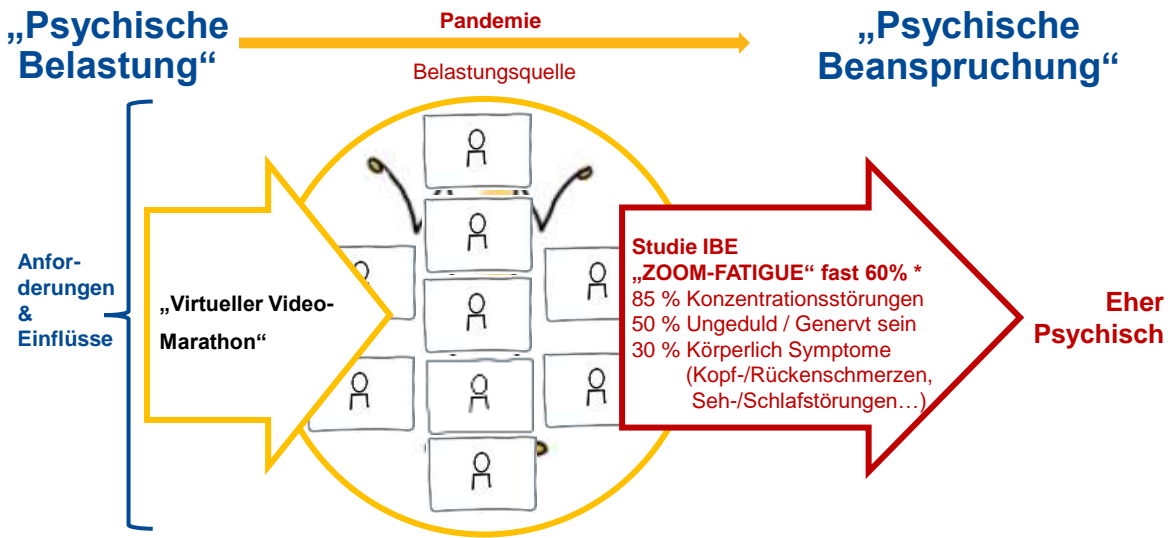 „Psychische
Belastung“
Pandemie
Belastungsquelle
„Psychische
Beanspruchung“
Anfor-
derungen
&
Einflüsse
„Virtueller Video-
Marathon“
Studie IBE
„ZOOM-FATIGUE“ fast 60% *
85 % Konzentrationsstörungen
50 % Ungeduld / Genervt sein
30 % Körperlich Symptome
(Kopf-/Rückenschmerzen,
Seh-/Schlafstörungen…)
Eher
Psychisch